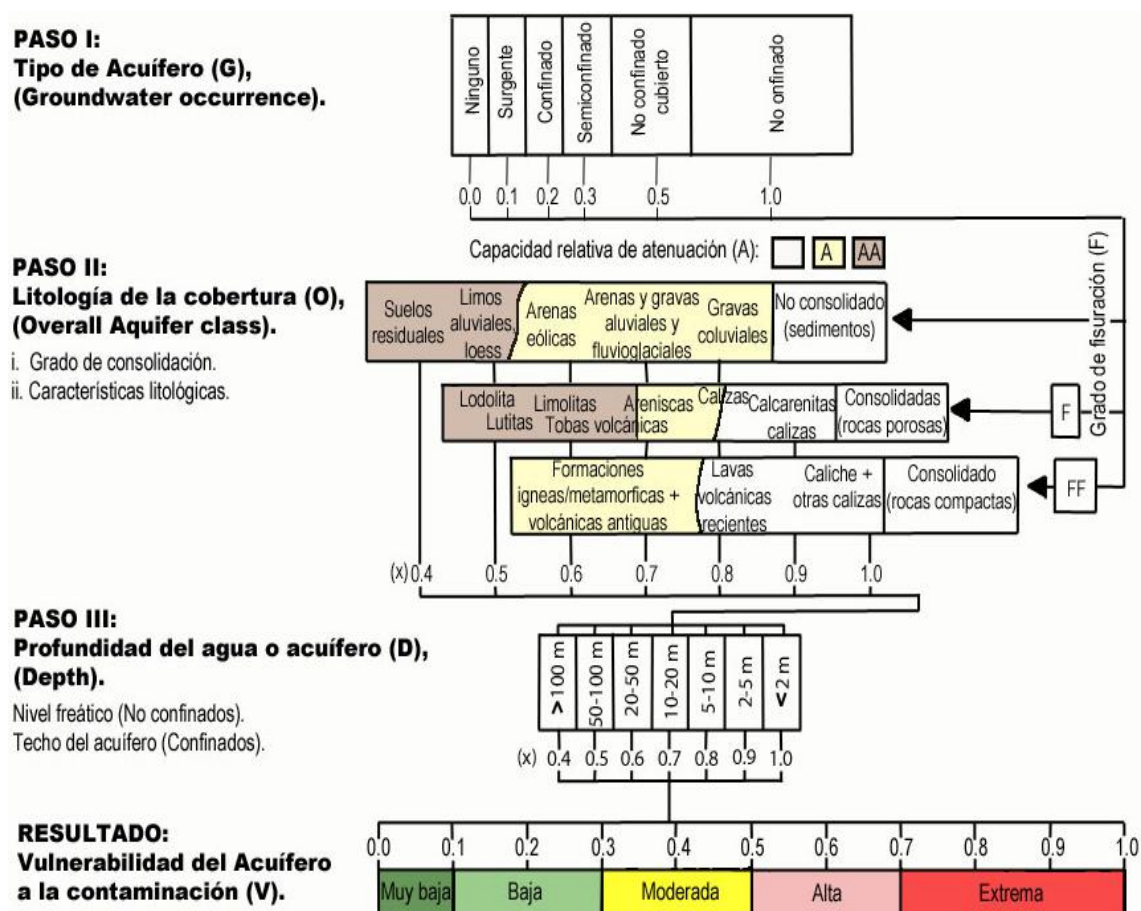 PASO I:
Tipo de Acuífero (G),
(Groundwater occurrence).
Ninguno
Surgente
Confinado
Semiconfinado
No confinado
cubierto
No onfinado
0.0 0.1 0.2 0.3 0.5 1.0
Capacidad relativa de atenuación (A): A AA
Grado de fisuración (F)
PASO II:
Litología de la cobertura (O),
(Overall Aquifer class).
i. Grado de consolidación.
ii. Características litológicas.
Suelos
residuales
Limos
aluviales,
loess
Arenas
eólicas
Arenas y gravas
aluviales y
fluvioglaciales
Gravas
coluviales
No consolidado
(sedimentos)
Lodolita
Lutitas
Limolitas
Tobas volcánicas
Areniscas
Calizas
Calcarenitas
calizas
Consolidadas
(rocas porosas)
F
Formaciones
igneas/metamorficas +
volcánicas antiguas
Lavas
volcánicas
recientes
Caliche +
otras calizas
Consolidado
(rocas compactas)
FF
(x) 0.4 0.5 0.6 0.7 0.8 0.9 1.0
PASO III:
Profundidad del agua o acuífero (D),
(Depth).
Nivel freático (No confinados).
Techo del acuífero (Confinados).
>100 m
50-100 m
20-50 m
10-20 m
5-10 m
2-5 m
<2 m
(x) 0.4 0.5 0.6 0.7 0.8 0.9 1.0
RESULTADO:
Vulnerabilidad del Acuífero
a la contaminación (V).
0.0 0.1 0.2 0.3 0.4 0.5 0.6 0.7 0.8 0.9 1.0
Muy baja Baja Moderada Alta Extrema